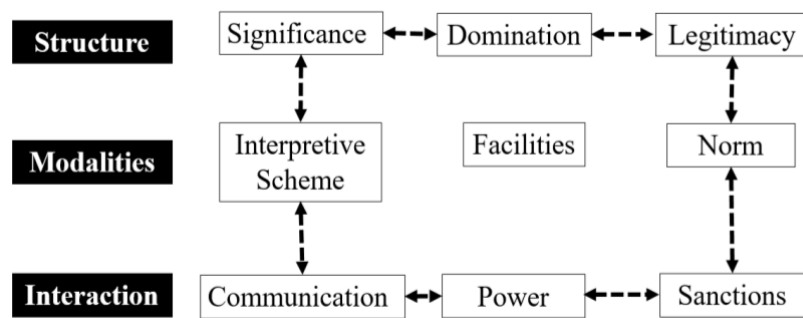 Structure
Significance
Domination
Legitimacy
Modalities
Interpretive
Scheme
Facilities
Norm
Interaction
Communication
Power
Sanctions